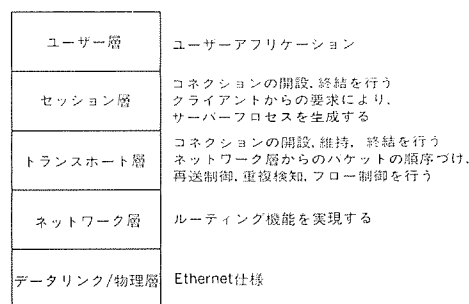 ユーザー層
ユーザーアプリケーション
セッション層
コネクションの開設,終結を行う
クライアントからの要求により,
サーバープロセスを生成する
トランスポート層
コネクションの開設,維持, 終結を行う
ネットワーク層からのパケットの順序づけ,
再送制御,重複検知,フロー制御を行う
ネットワーク層
ルーティング機能を実現する
データリンク/物理層
Ethernet仕様